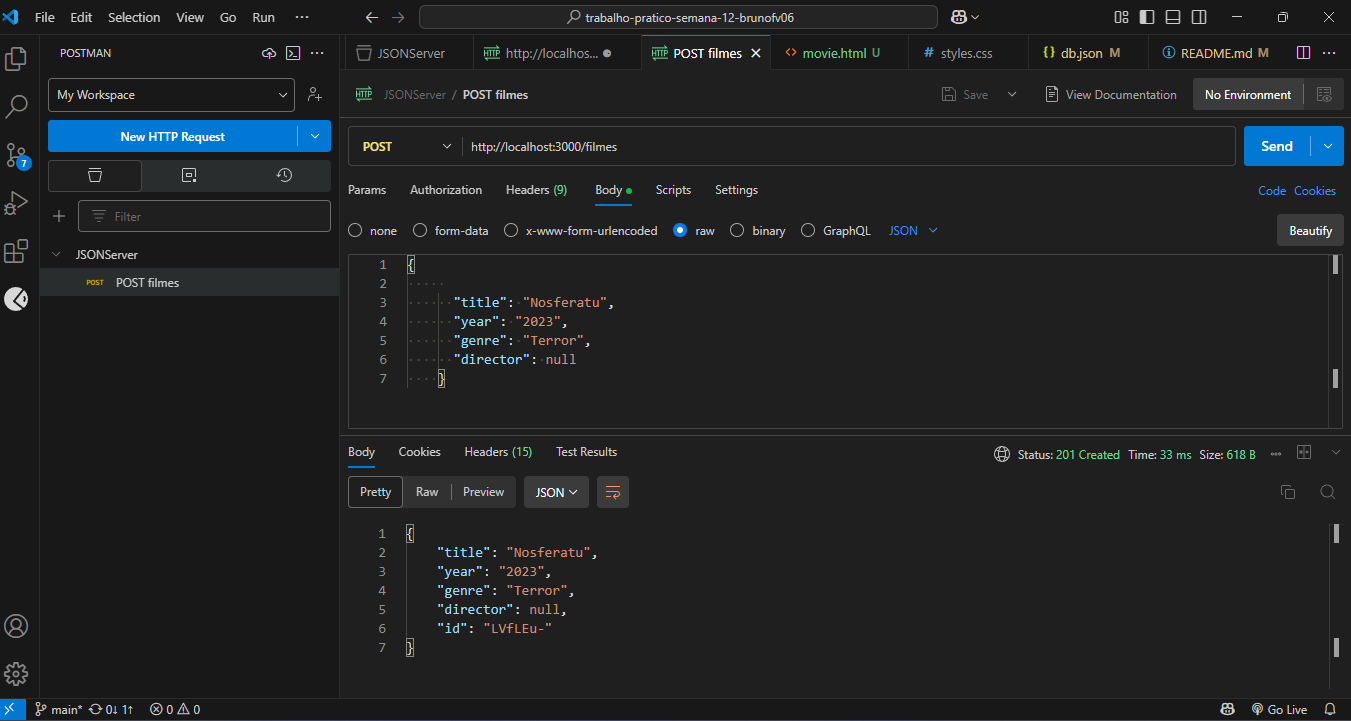 File Edit Selection View Go Run ··· trabalho-pratico-semana-12-brunofv06
POSTMAN
JSONServer http://localhos... POST filmes movie.html U # styles.css {} db.json M README.md M
My Workspace
JSONServer / POST filmes Save View Documentation No Environment
New HTTP Request
POST http://localhost:3000/filmes Send
7
Params Authorization Headers (9) Body Scripts Settings Code Cookies
Filter
none form-data x-www-form-urlencoded raw binary GraphQL JSON Beautify
JSONServer
POST POST filmes
1 {
2
3 "title": "Nosferatu",
4 "year": "2023",
5 "genre": "Terror",
6 "director": null
7 }
Body Cookies Headers (15) Test Results Status: 201 Created Time: 33 ms Size: 618 B
Pretty Raw Preview JSON
1 {
2 "title": "Nosferatu",
3 "year": "2023",
4 "genre": "Terror",
5 "director": null,
6 "id": "LVfLEu-"
7 }
main* 0↓ 1↑ 0 0 Go Live